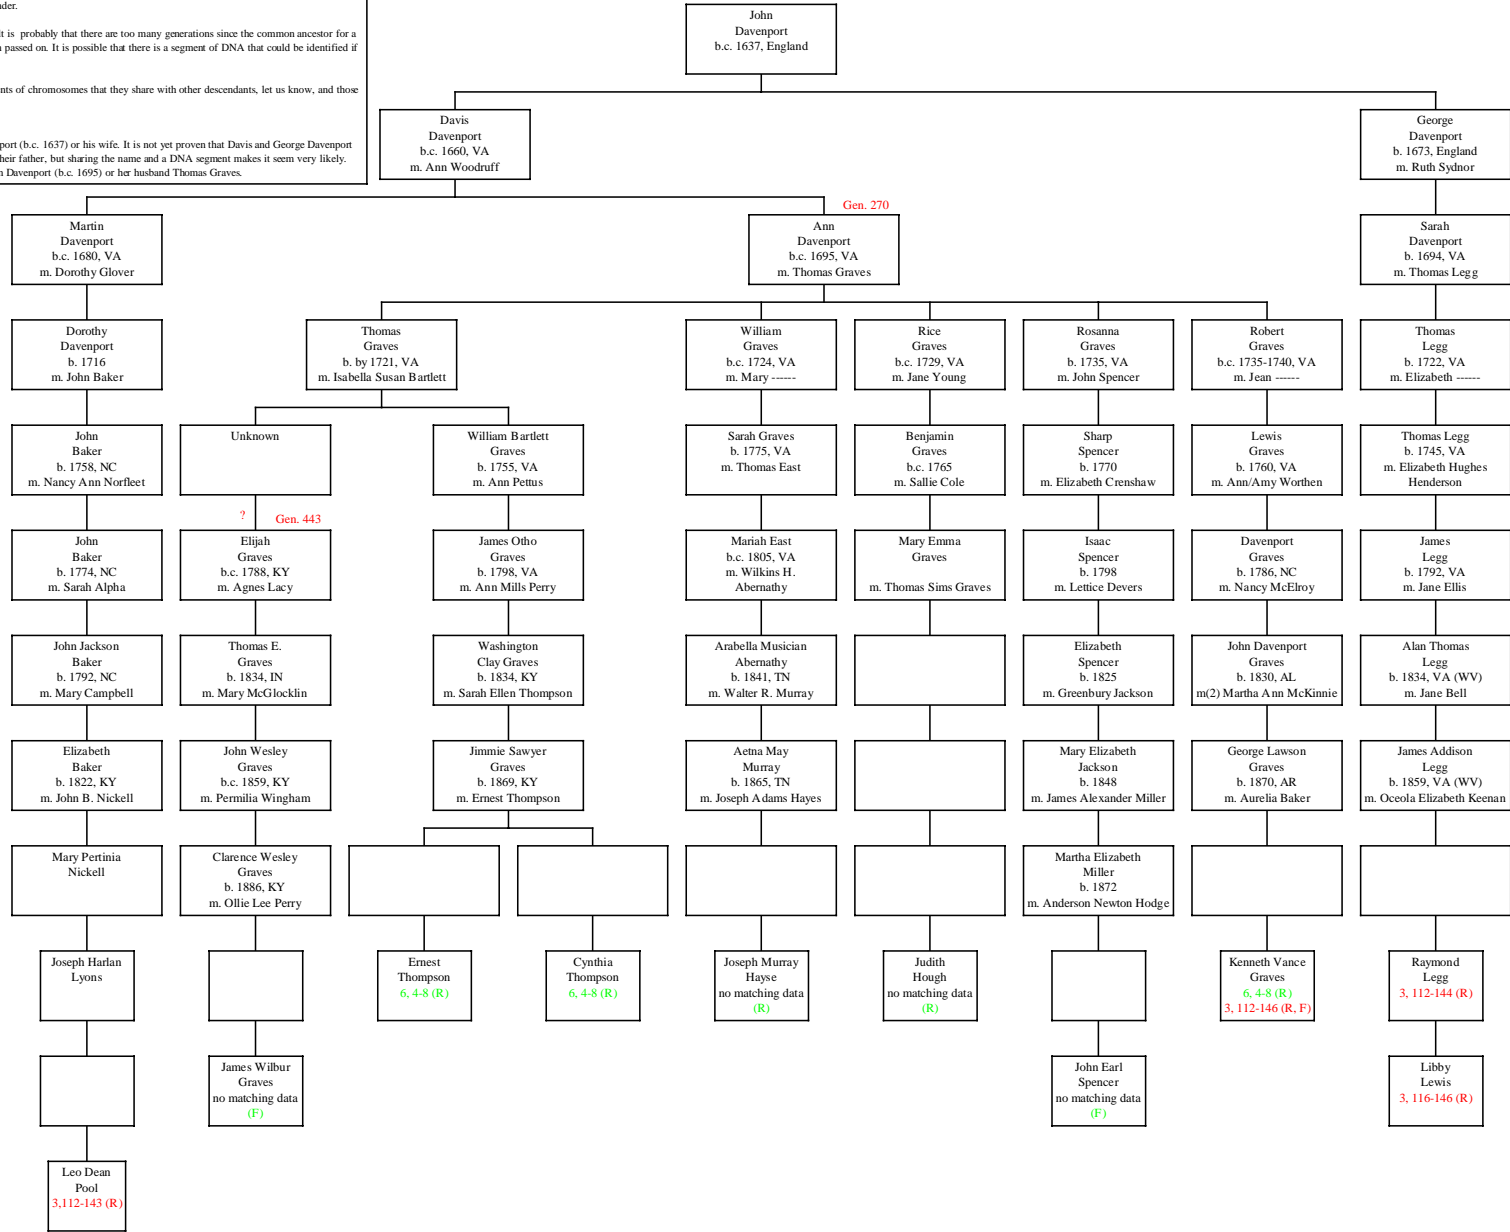 nder.
It is probably that there are too many generations since the common ancestor for a
n passed on. It is possible that there is a segment of DNA that could be identified if
nts of chromosomes that they share with other descendants, let us know, and those
port (b.c. 1637) or his wife. It is not yet proven that Davis and George Davenport
heir father, but sharing the name and a DNA segment makes it seem very likely.
n Davenport (b.c. 1695) or her husband Thomas Graves.
John
Davenport
b.c. 1637, England
Davis
Davenport
b.c. 1660, VA
m. Ann Woodruff
George
Davenport
b. 1673, England
m. Ruth Sydnor
Martin
Davenport
b.c. 1680, VA
m. Dorothy Glover
Gen. 270
Ann
Davenport
b.c. 1695, VA
m. Thomas Graves
Sarah
Davenport
b. 1694, VA
m. Thomas Legg
Dorothy
Davenport
b. 1716
m. John Baker
Thomas
Graves
b. by 1721, VA
m. Isabella Susan Bartlett
William
Graves
b.c. 1724, VA
m. Mary ------
Rice
Graves
b.c. 1729, VA
m. Jane Young
Rosanna
Graves
b. 1735, VA
m. John Spencer
Robert
Graves
b.c. 1735-1740, VA
m. Jean ------
Thomas
Legg
b. 1722, VA
m. Elizabeth ------
John
Baker
b. 1758, NC
m. Nancy Ann Norfleet
Unknown
William Bartlett
Graves
b. 1755, VA
m. Ann Pettus
Sarah Graves
b. 1775, VA
m. Thomas East
Benjamin
Graves
b.c. 1765
m. Sallie Cole
Sharp
Spencer
b. 1770
m. Elizabeth Crenshaw
Lewis
Graves
b. 1760, VA
m. Ann/Amy Worthen
Thomas Legg
b. 1745, VA
m. Elizabeth Hughes
Henderson
John
Baker
b. 1774, NC
m. Sarah Alpha
? Gen. 443
Elijah
Graves
b.c. 1788, KY
m. Agnes Lacy
James Otho
Graves
b. 1798, VA
m. Ann Mills Perry
Mariah East
b.c. 1805, VA
m. Wilkins H.
Abernathy
Mary Emma
Graves
m. Thomas Sims Graves
Isaac
Spencer
b. 1798
m. Lettice Devers
Davenport
Graves
b. 1786, NC
m. Nancy McElroy
James
Legg
b. 1792, VA
m. Jane Ellis
John Jackson
Baker
b. 1792, NC
m. Mary Campbell
Thomas E.
Graves
b. 1834, IN
m. Mary McGlocklin
Washington
Clay Graves
b. 1834, KY
m. Sarah Ellen Thompson
Arabella Musician
Abernathy
b. 1841, TN
m. Walter R. Murray
Elizabeth
Spencer
b. 1825
m. Greenbury Jackson
John Davenport
Graves
b. 1830, AL
m(2) Martha Ann McKinnie
Alan Thomas
Legg
b. 1834, VA (WV)
m. Jane Bell
Elizabeth
Baker
b. 1822, KY
m. John B. Nickell
John Wesley
Graves
b.c. 1859, KY
m. Permilia Wingham
Jimmie Sawyer
Graves
b. 1869, KY
m. Ernest Thompson
Aetna May
Murray
b. 1865, TN
m. Joseph Adams Hayes
Mary Elizabeth
Jackson
b. 1848
m. James Alexander Miller
George Lawson
Graves
b. 1870, AR
m. Aurelia Baker
James Addison
Legg
b. 1859, VA (WV)
m. Oceola Elizabeth Keenan
Mary Pertinia
Nickell
Clarence Wesley
Graves
b. 1886, KY
m. Ollie Lee Perry
Martha Elizabeth
Miller
b. 1872
m. Anderson Newton Hodge
Joseph Harlan
Lyons
Ernest
Thompson
6, 4-8 (R)
Cynthia
Thompson
6, 4-8 (R)
Joseph Murray
Hayse
no matching data
(R)
Judith
Hough
no matching data
(R)
Kenneth Vance
Graves
6, 4-8 (R)
3, 112-146 (R, F)
Raymond
Legg
3, 112-144 (R)
James Wilbur
Graves
no matching data
(F)
John Earl
Spencer
no matching data
(F)
Libby
Lewis
3, 116-146 (R)
Leo Dean
Pool
3,112-143 (R)